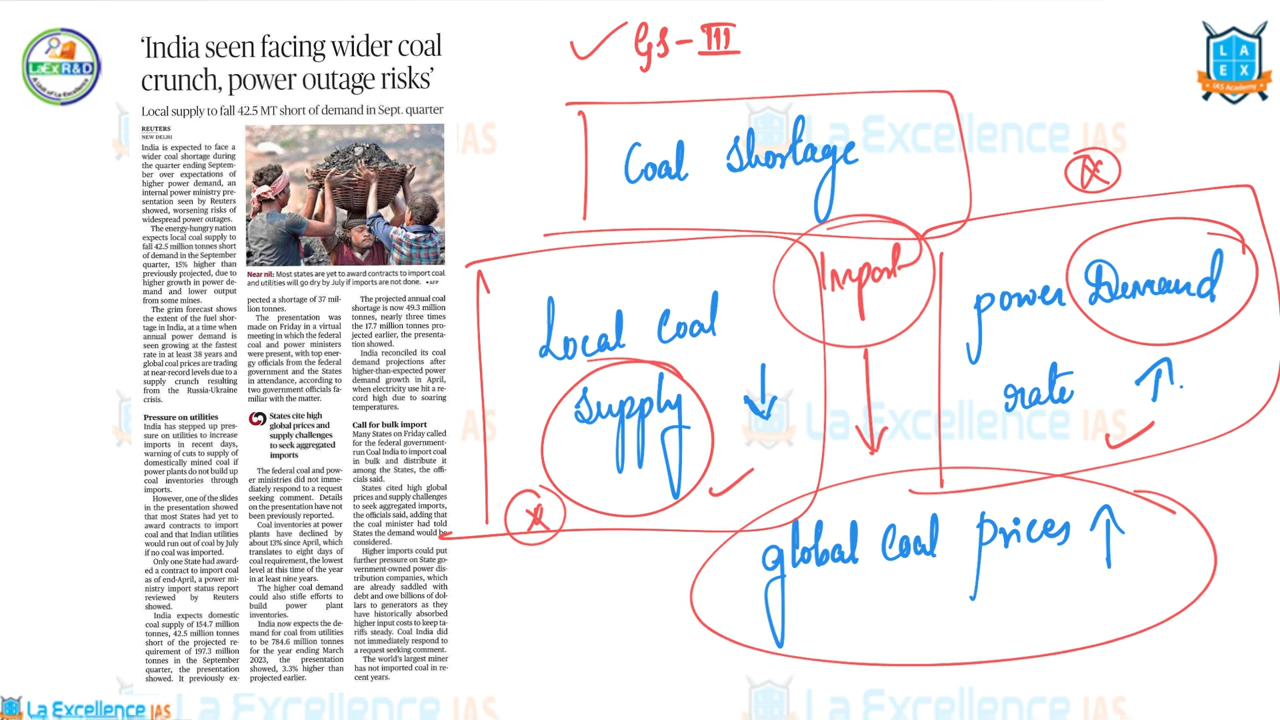 'India seen facing wider coal
crunch, power outage risks'
Local supply to fall 42.5 MT short of demand in Sept. quarter
REUTERS
NEW DELHI
India is expected to face a
wider coal shortage during
the quarter ending Septem-
ber over expectations of
higher power demand, an
internal power ministry pre-
sentation seen by Reuters
showed, worsening risks of
widespread power outages.
The energy-hungry nation
expects local coal supply to
fall 42.5 million tonnes short
of demand in the September
quarter, 15% higher than
previously projected, due to
higher growth in power de-
mand and lower output
from some mines.
The grim forecast shows
the extent of the fuel shor-
tage in India, at a time when
annual power demand is
seen growing at the fastest
rate in at least 38 years and
global coal prices are trading
at near-record levels due to a
supply crunch resulting
from the Russia-Ukraine
crisis.
Pressure on utilities
India has stepped up pres-
sure on utilities to increase
imports in recent days,
warning of cuts to supply of
domestically mined coal if
power plants do not build up
coal inventories through
imports.
However, one of the slides
in the presentation showed
that most States had yet to
award contracts to import
coal and that Indian utilities
would run out of coal by July
if no coal was imported.
Only one State had award-
ed a contract to import coal
as of end-April, a power mi-
nistry import status report
reviewed by Reuters
showed.
India expects domestic
coal supply of 154.7 million
tonnes, 42.5 million tonnes
short of the projected re-
quirement of 197.3 million
tonnes in the September
quarter, the presentation
showed. It previously ex-
Near nil: Most states are yet to award contracts to import coal
and utilities will go dry by July if imports are not done. •AFP
pected a shortage of 37 mil-
lion tonnes.
The presentation was
made on Friday in a virtual
meeting in which the federal
coal and power ministers
were present, with top ener-
gy officials from the federal
government and the States
in attendance, according to
two government officials fa-
miliar with the matter.
States cite high
global prices and
supply challenges
to seek aggregated
imports
The federal coal and pow-
er ministries did not imme-
diately respond to a request
seeking comment. Details
on the presentation have not
been previously reported.
Coal inventories at power
plants have declined by
about 13% since April, which
translates to eight days of
coal requirement, the lowest
level at this time of the year
in at least nine years.
The higher coal demand
could also stifle efforts to
build power plant
inventories.
India now expects the de-
mand for coal from utilities
to be 784.6 million tonnes
for the year ending March
2023, the presentation
showed, 3.3% higher than
projected earlier.
The projected annual coal
shortage is now 49.3 million
tonnes, nearly three times
the 17.7 million tonnes pro-
jected earlier, the presenta-
tion showed.
India reconciled its coal
demand projections after
higher-than-expected power
demand growth in April,
when electricity use hit a re-
cord high due to soaring
temperatures.
Call for bulk import
Many States on Friday called
for the federal government-
run Coal India to import coal
in bulk and distribute it
among the States, the offi-
cials said.
States cited high global
prices and supply challenges
to seek aggregated imports,
the officials said, adding that
the coal minister had told
States the demand would be
considered.
Higher imports could put
further pressure on State go-
vernment-owned power dis-
tribution companies, which
are already saddled with
debt and owe billions of dol-
lars to generators as they
have historically absorbed
higher input costs to keep ta-
riffs steady. Coal India did
not immediately respond to
a request seeking comment.
The world's largest miner
has not imported coal in re-
cent years.
GS-III
Coal shortage
Import
Local Coal
Supply ↓
power Demand
rate ↑
global coal prices ↑
LaEx R&D
A Unit of La Excellence
LA
EX
IAS Academy
La Excellence IAS
La Excellence IAS
La Excellence IAS
La Excellence IAS
La Excellence IAS